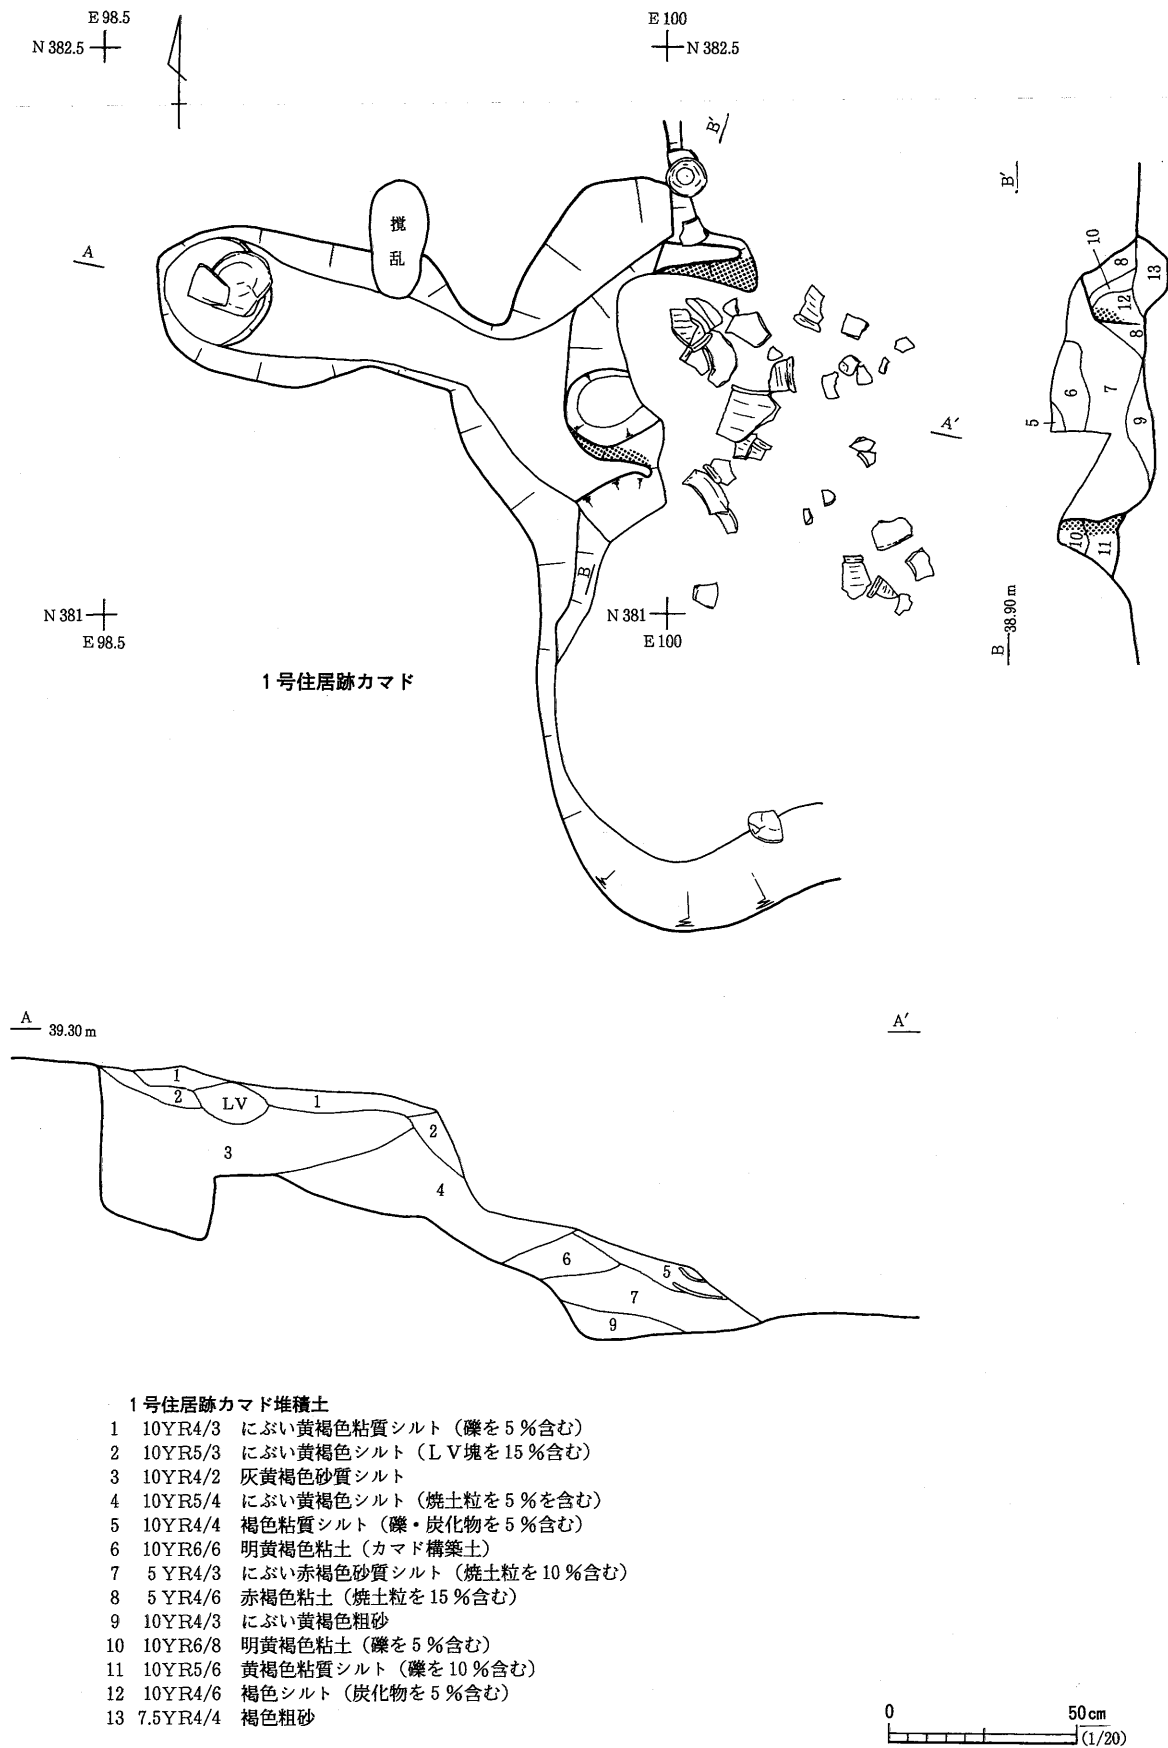 E 98.5
E 100
N 382.5
N 382.5
B′
B′
攪
乱
A
10
8
13
12
8
A′
6
7
5
9
B
10
11
N 381
N 381
E 98.5
E 100
38.90 m
B
1号住居跡カマド
A 39.30 m
A′
1
2
LV
1
2
3
4
6
5
7
9
1号住居跡カマド堆積土
1 10YR4/3 にぶい黄褐色粘質シルト（礫を5％含む）
2 10YR5/3 にぶい黄褐色シルト（LV塊を15％含む）
3 10YR4/2 灰黄褐色砂質シルト
4 10YR5/4 にぶい黄褐色シルト（焼土粒を5％を含む）
5 10YR4/4 褐色粘質シルト（礫・炭化物を5％含む）
6 10YR6/6 明黄褐色粘土（カマド構築土）
7 5YR4/3 にぶい赤褐色砂質シルト（焼土粒を10％含む）
8 5YR4/6 赤褐色粘土（焼土粒を15％含む）
9 10YR4/3 にぶい黄褐色粗砂
10 10YR6/8 明黄褐色粘土（礫を5％含む）
11 10YR5/6 黄褐色粘質シルト（礫を10％含む）
12 10YR4/6 褐色シルト（炭化物を5％含む）
13 7.5YR4/4 褐色粗砂
0 50cm
(1/20)